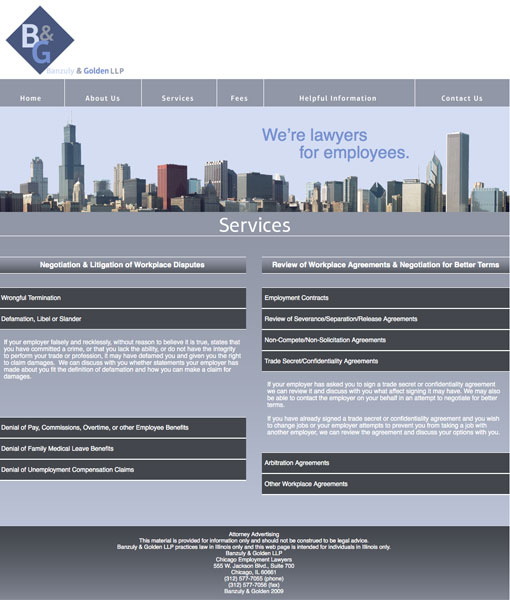 B&
G
Banzuly & Golden LLP
Home
About Us
Services
Fees
Helpful Information
Contact Us
We're lawyers
for employees.
Services
Negotiation & Litigation of Workplace Disputes
Wrongful Termination
Defamation, Libel or Slander
If your employer falsely and recklessly, without reason to believe it is true, states that
you have committed a crime, or that you lack the ability, or do not have the integrity
to perform your trade or profession, it may have defamed you and given you the right
to claim damages. We can discuss with you whether statements your employer has
made about you fit the definition of defamation and how you can make a claim for
damages.
Denial of Pay, Commissions, Overtime, or other Employee Benefits
Denial of Family Medical Leave Benefits
Denial of Unemployment Compensation Claims
Review of Workplace Agreements & Negotiation for Better Terms
Employment Contracts
Review of Severance/Separation/Release Agreements
Non-Compete/Non-Solicitation Agreements
Trade Secret/Confidentiality Agreements
If your employer has asked you to sign a trade secret or confidentiality agreement
we can review it and discuss with you what affect signing it may have. We may also
be able to contact the employer on your behalf in an attempt to negotiate for better
terms.
If you have already signed a trade secret or confidentiality agreement and you wish
to change jobs or your employer attempts to prevent you from taking a job with
another employer, we can review the agreement and discuss your options with you.
Arbitration Agreements
Other Workplace Agreements
Attorney Advertising
This material is provided for information only and should not be construed to be legal advice.
Banzuly & Golden LLP practices law in Illinois only and this web page is intended for individuals in Illinois only.
Banzuly & Golden LLP
Chicago Employment Lawyers
555 W. Jackson Blvd., Suite 700
Chicago, IL 60661
(312) 577-7055 (phone)
(312) 577-7056 (fax)
Banzuly & Golden 2009